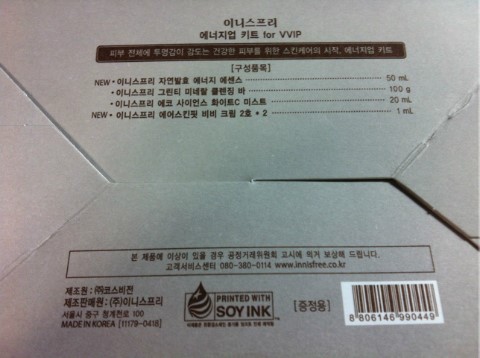 이니스프리
에너지업 키트 for VVIP
피부 전체에 투명감이 감도는 건강한 피부를 위한 스킨케어의 시작, 에너지업 키트
[구성품목]
NEW • 이니스프리 자연발효 에너지 에센스 50 mL
• 이니스프리 그린티 미네랄 클렌징 바 100 g
• 이니스프리 에코 사이언스 화이트C 미스트 20 mL
NEW • 이니스프리 에어스킨핏 비비 크림 2호 * 2 1 mL
본 제품에 이상이 있을 경우 공정거래위원회 고시에 의거 보상해 드립니다.
고객서비스센터 080-380-0114 www.innisfree.co.kr
제조원 : ㈜코스비전
제조판매원 : (주)이니스프리
서울시 중구 청계천로 100
MADE IN KOREA [11179-0418]
PRINTED WITH
SOY INK
[증정용]
8 806146 990449